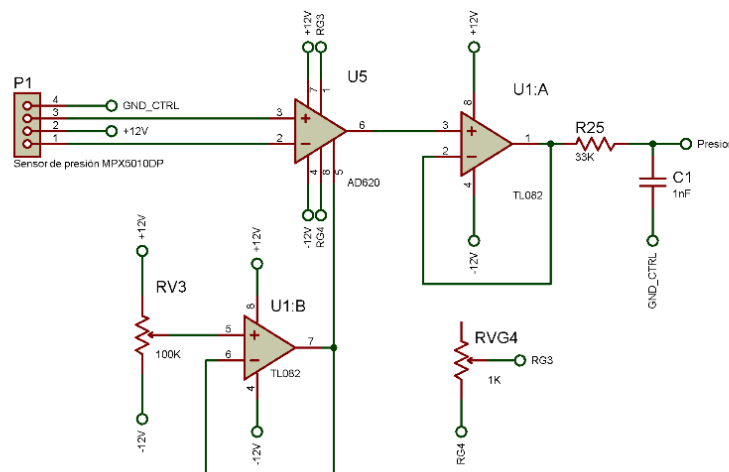 P1
4
GND_CTRL
3
2
+12V
1
Sensor de presión MPX5010DP
+12V
RG3
7
1
U5
3
2
6
4
8
5
AD620
-12V
RG4
+12V
U1:A
8
3
2
1
4
TL082
-12V
R25
33K
Presion
C1
1nF
GND_CTRL
+12V
RV3
100K
-12V
+12V
U1:B
8
5
6
7
4
TL082
-12V
RVG4
RG3
1K
RG4